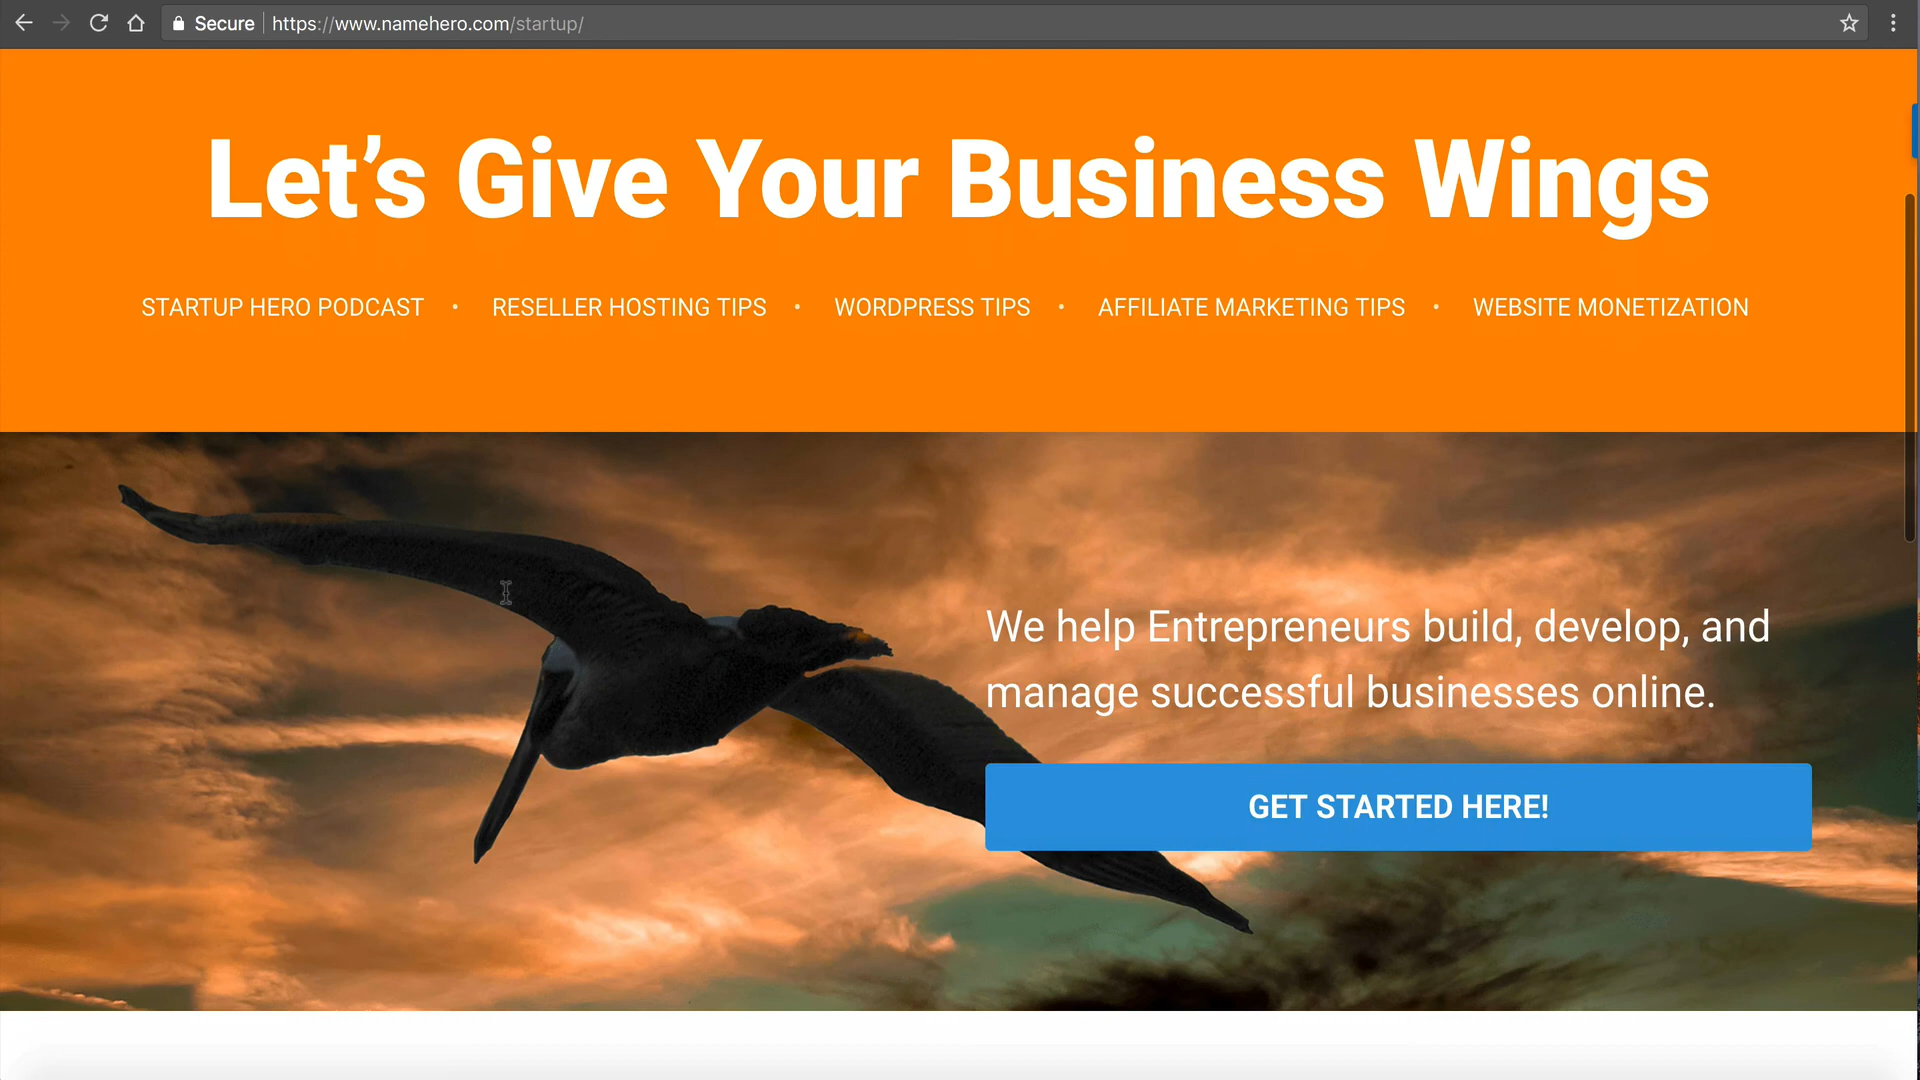 Secure https://www.namehero.com/startup/
Let’s Give Your Business Wings
STARTUP HERO PODCAST • RESELLER HOSTING TIPS • WORDPRESS TIPS • AFFILIATE MARKETING TIPS • WEBSITE MONETIZATION
We help Entrepreneurs build, develop, and
manage successful businesses online.
GET STARTED HERE!